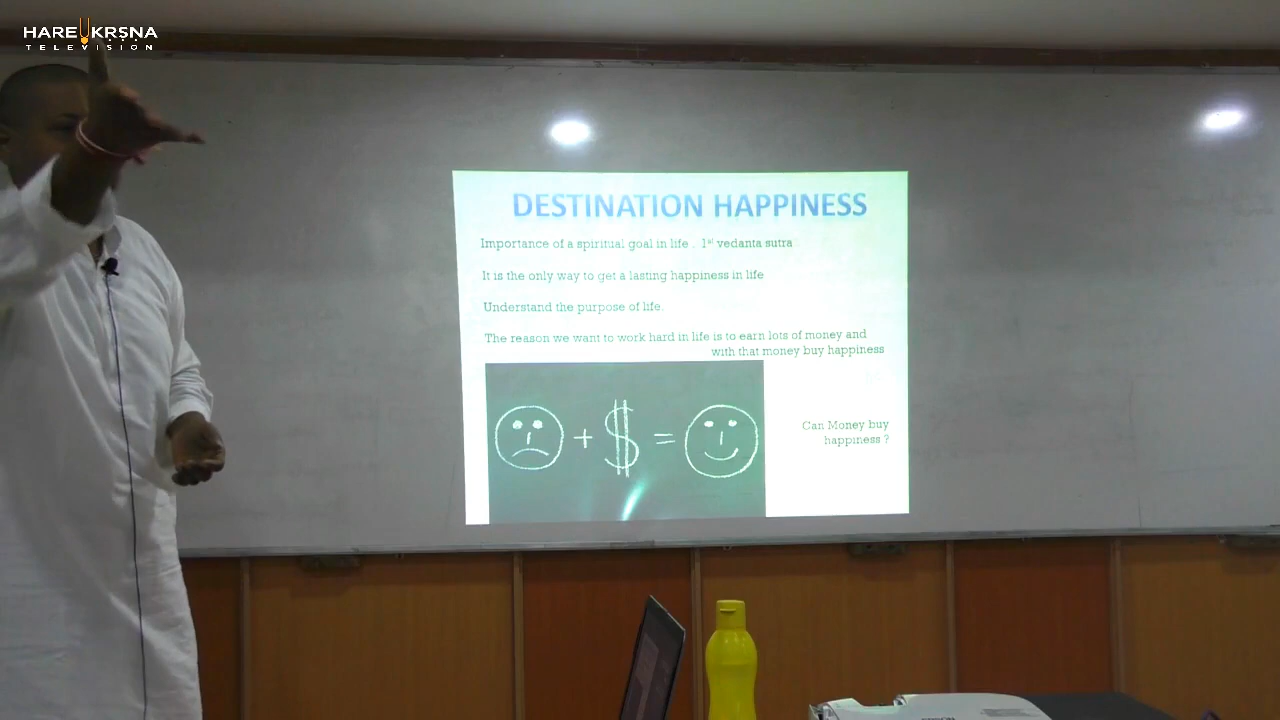 HARE KRSNA
TELEVISION
DESTINATION HAPPINESS
Importance of a spiritual goal in life . 1st vedanta sutra
It is the only way to get a lasting happiness in life
Understand the purpose of life.
The reason we want to work hard in life is to earn lots of money and
with that money buy happiness
+ $ =
Can Money buy
happiness ?